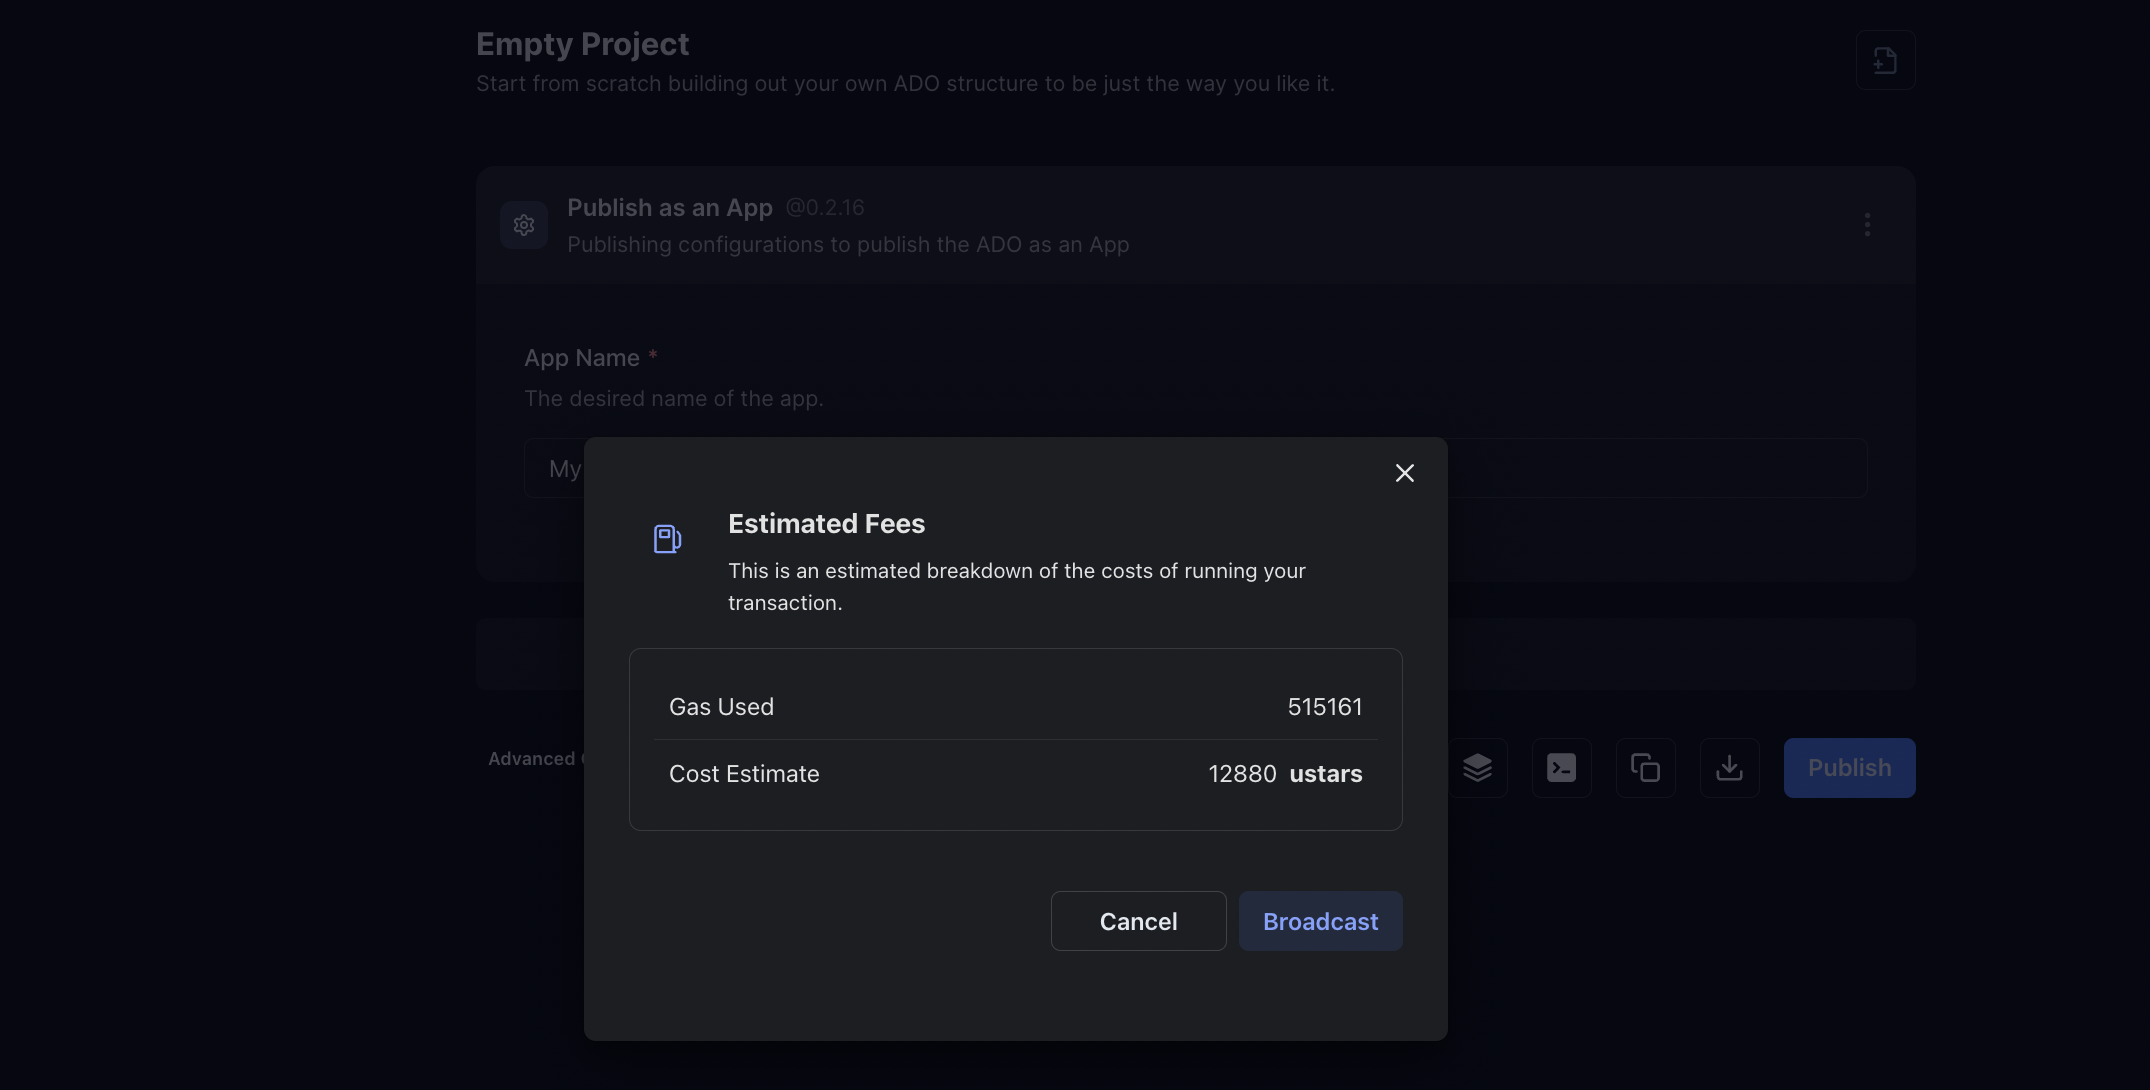 Empty Project
Start from scratch building out your own ADO structure to be just the way you like it.
Publish as an App @0.2.16
Publishing configurations to publish the ADO as an App
App Name *
The desired name of the app.
My
Estimated Fees
This is an estimated breakdown of the costs of running your
transaction.
Gas Used 515161
Cost Estimate 12880 ustars
Advanced
Publish
Cancel
Broadcast